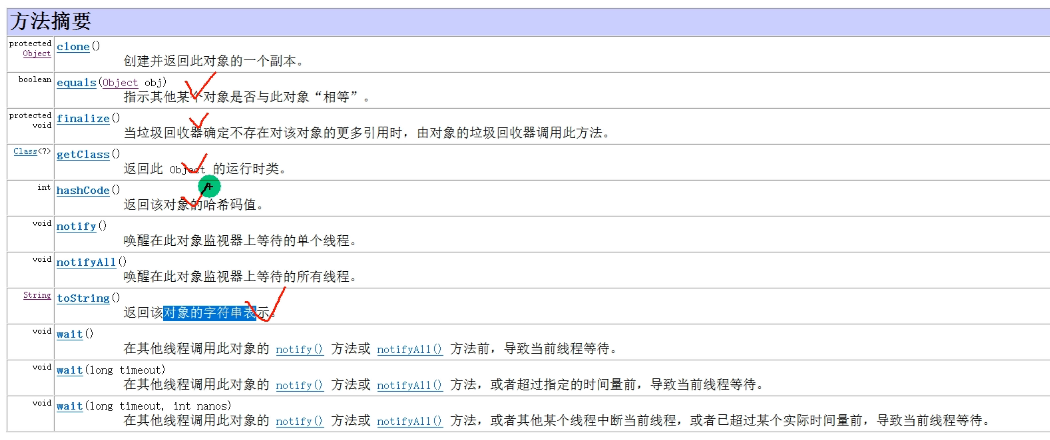 方法摘要
protected Object clone()
创建并返回此对象的一个副本。
boolean equals(Object obj)
指示其他某个对象是否与此对象“相等”。
protected void finalize()
当垃圾回收器确定不存在对该对象的更多引用时，由对象的垃圾回收器调用此方法。
Class<?> getClass()
返回此 Object 的运行时类。
int hashCode()
返回该对象的哈希码值。
void notify()
唤醒在此对象监视器上等待的单个线程。
void notifyAll()
唤醒在此对象监视器上等待的所有线程。
String toString()
返回该对象的字符串表示。
void wait()
在其他线程调用此对象的 notify() 方法或 notifyAll() 方法前，导致当前线程等待。
void wait(long timeout)
在其他线程调用此对象的 notify() 方法或 notifyAll() 方法，或者超过指定的时间量前，导致当前线程等待。
void wait(long timeout, int nanos)
在其他线程调用此对象的 notify() 方法或 notifyAll() 方法，或者其他某个线程中断当前线程，或者已超过某个实际时间量前，导致当前线程等待。